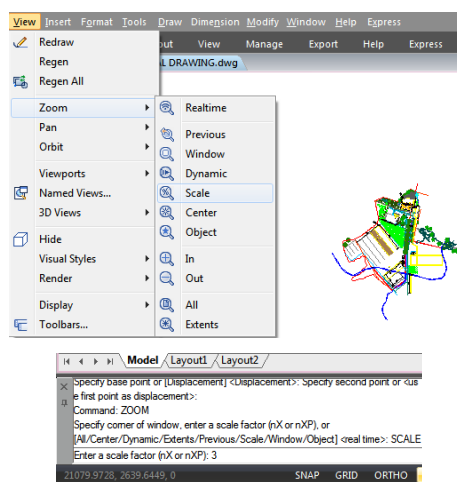 View Insert Format Tools Draw Dimension Modify Window Help Express
out View Manage Export Help Express
L DRAWING.dwg
Redraw
Regen
Regen All
Zoom
Pan
Orbit
Viewports
Named Views...
3D Views
Hide
Visual Styles
Render
Display
Toolbars...
Realtime
Previous
Window
Dynamic
Scale
Center
Object
In
Out
All
Extents
Model Layout1 Layout2
Specify base point or [Displacement] <Displacement>: Specify second point or <us
e first point as displacement>:
Command: ZOOM
Specify corner of window, enter a scale factor (nX or nXP), or
[All/Center/Dynamic/Extents/Previous/Scale/Window/Object] <real time>: SCALE
Enter a scale factor (nX or nXP): 3
21079.9728, 2639.6449, 0 SNAP GRID ORTHO